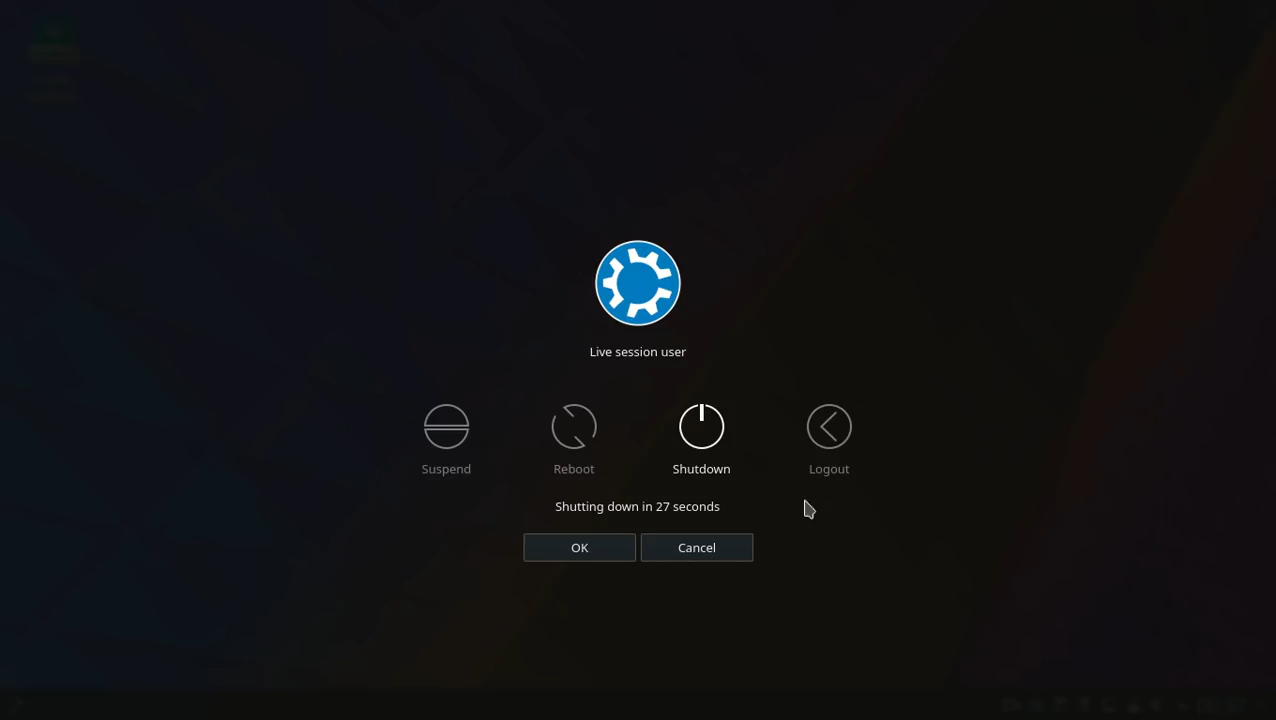 Live session user
Suspend
Reboot
Shutdown
Logout
Shutting down in 27 seconds
OK
Cancel